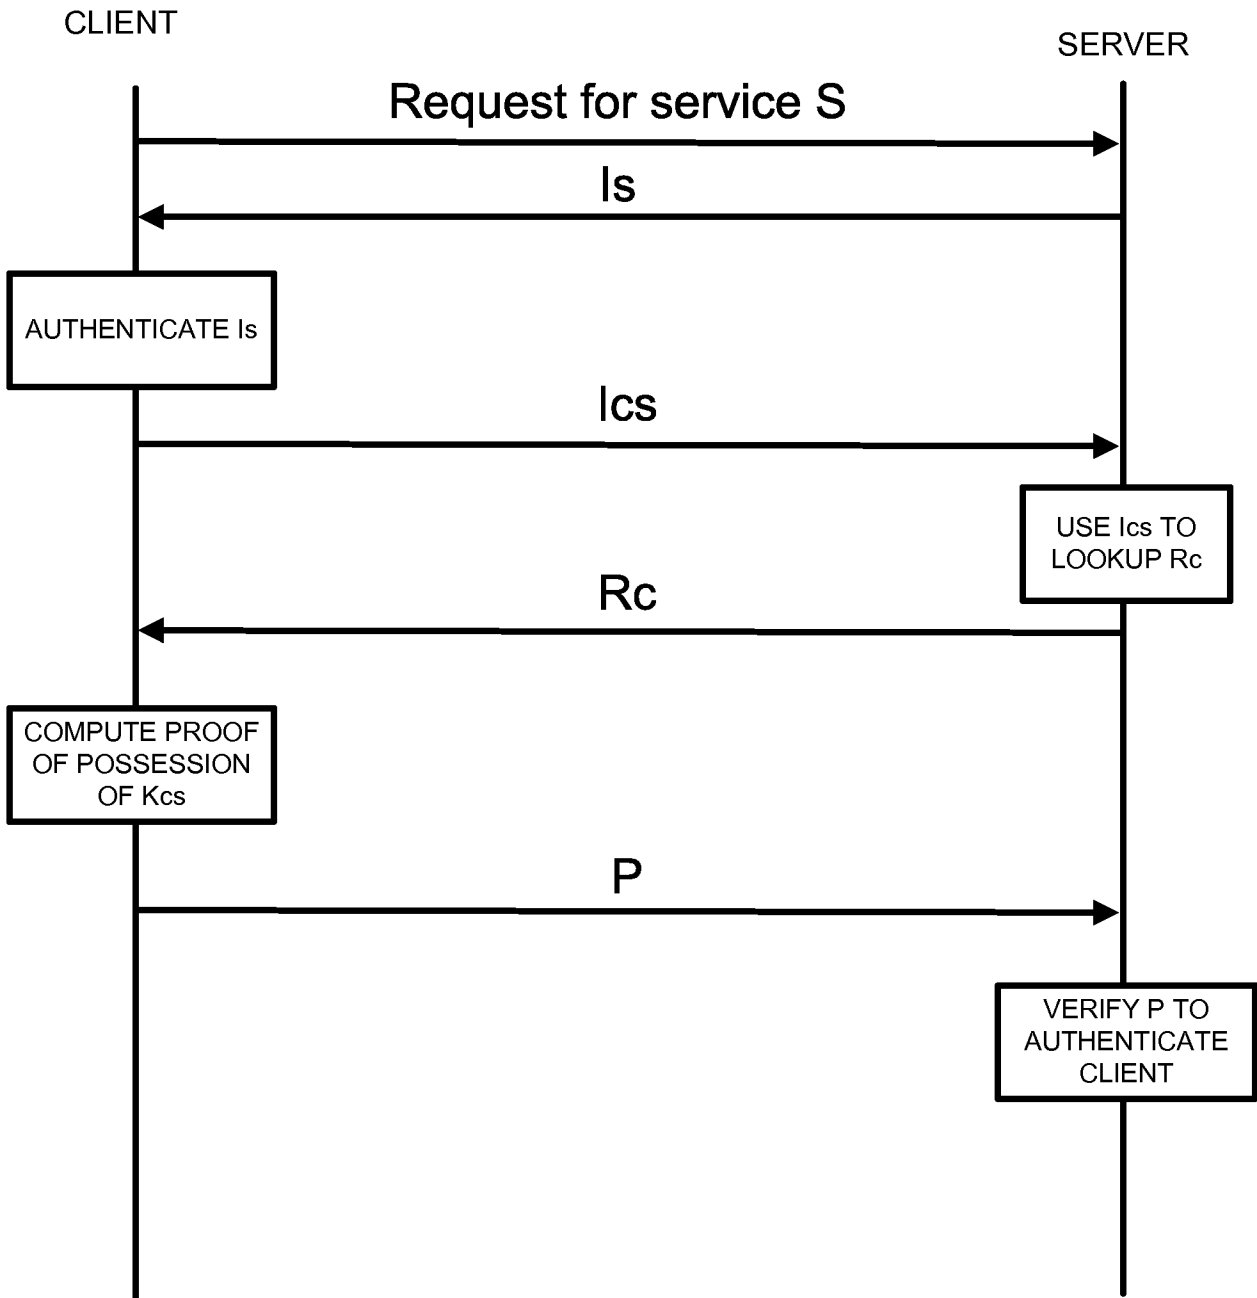 CLIENT
SERVER
Request for service S
Is
AUTHENTICATE Is
Ics
USE Ics TO
LOOKUP Rc
Rc
COMPUTE PROOF
OF POSSESSION
OF Kcs
P
VERIFY P TO
AUTHENTICATE
CLIENT